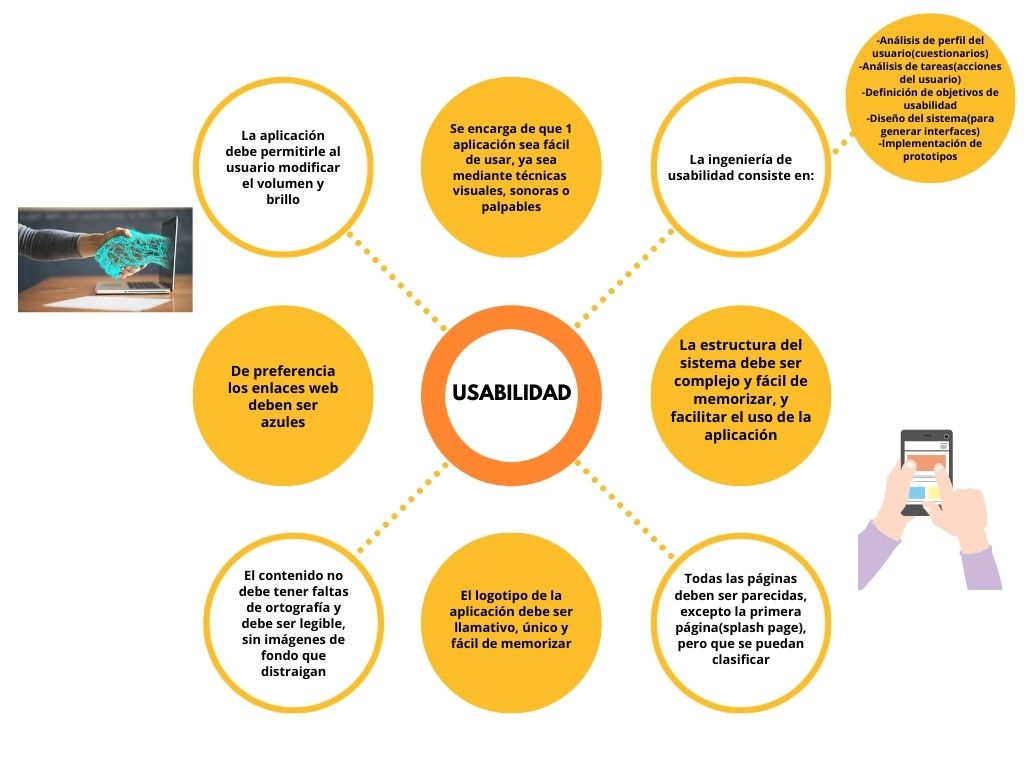 -Análisis de perfil del
usuario(cuestionarios)
-Análisis de tareas(acciones
del usuario)
-Definición de objetivos de
usabilidad
-Diseño del sistema(para
generar interfaces)
-Implementación de
prototipos
La aplicación
debe permitirle al
usuario modificar
el volumen y
brillo
Se encarga de que 1
aplicación sea fácil
de usar, ya sea
mediante técnicas
visuales, sonoras o
palpables
La ingeniería de
usabilidad consiste en:
De preferencia
los enlaces web
deben ser
azules
USABILIDAD
La estructura del
sistema debe ser
complejo y fácil de
memorizar, y
facilitar el uso de la
aplicación
El contenido no
debe tener faltas
de ortografía y
debe ser legible,
sin imágenes de
fondo que
distraigan
El logotipo de la
aplicación debe ser
llamativo, único y
fácil de memorizar
Todas las páginas
deben ser parecidas,
excepto la primera
página(splash page),
pero que se puedan
clasificar